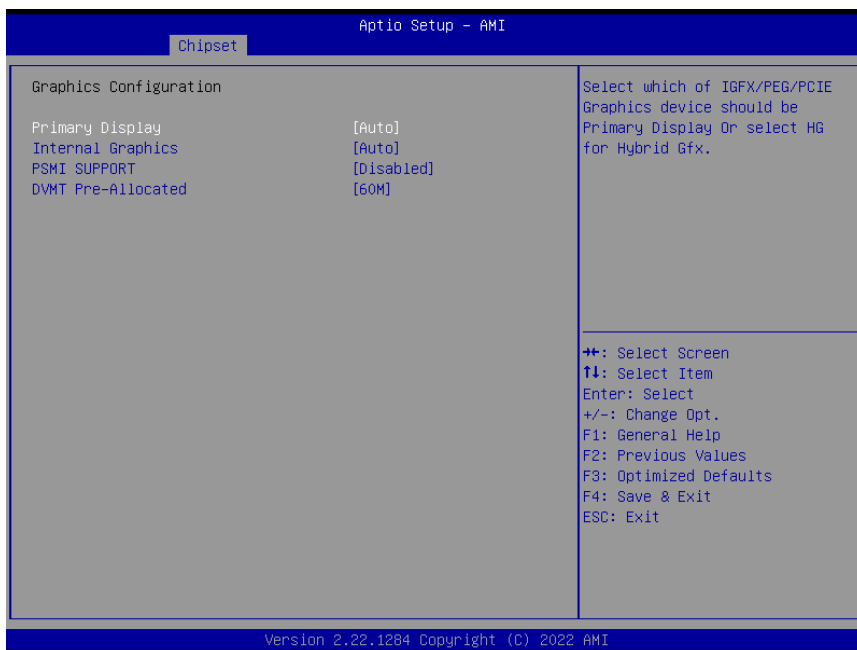 Aptio Setup – AMI
Chipset
Graphics Configuration
Primary Display [Auto]
Internal Graphics [Auto]
PSMI SUPPORT [Disabled]
DVMT Pre-Allocated [60M]
Select which of IGFX/PEG/PCIE
Graphics device should be
Primary Display Or select HG
for Hybrid Gfx.
→←: Select Screen
↑↓: Select Item
Enter: Select
+/-: Change Opt.
F1: General Help
F2: Previous Values
F3: Optimized Defaults
F4: Save & Exit
ESC: Exit
Version 2.22.1284 Copyright (C) 2022 AMI